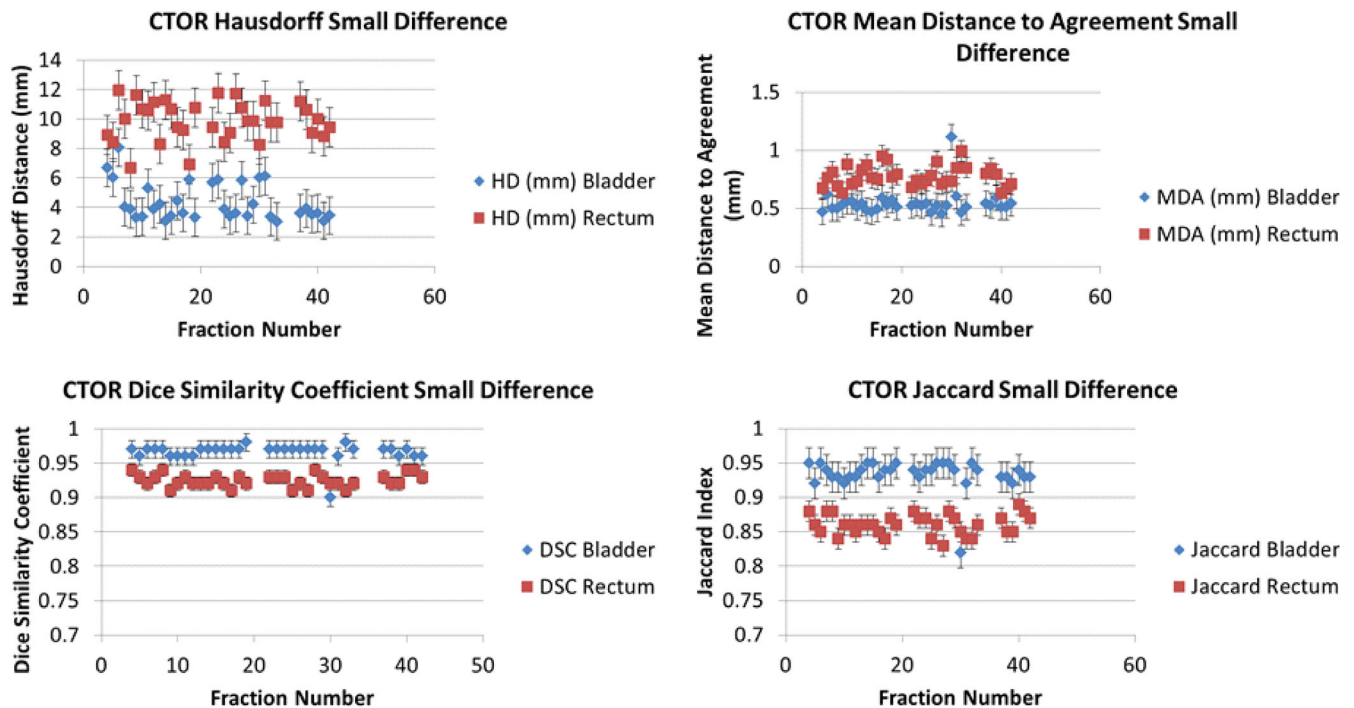 CTOR Hausdorff Small Difference
Hausdorff Distance (mm)
14
12
10
8
6
4
2
0
0 20 40 60
Fraction Number
HD (mm) Bladder
HD (mm) Rectum
CTOR Mean Distance to Agreement Small
Difference
Mean Distance to Agreement
(mm)
1.5
1
0.5
0
0 20 40 60
Fraction Number
MDA (mm) Bladder
MDA (mm) Rectum
CTOR Dice Similarity Coefficient Small Difference
Dice Similarity Coefficient
1
0.95
0.9
0.85
0.8
0.75
0.7
0 10 20 30 40 50
Fraction Number
DSC Bladder
DSC Rectum
CTOR Jaccard Small Difference
Jaccard Index
1
0.95
0.9
0.85
0.8
0.75
0.7
0 20 40 60
Fraction Number
Jaccard Bladder
Jaccard Rectum